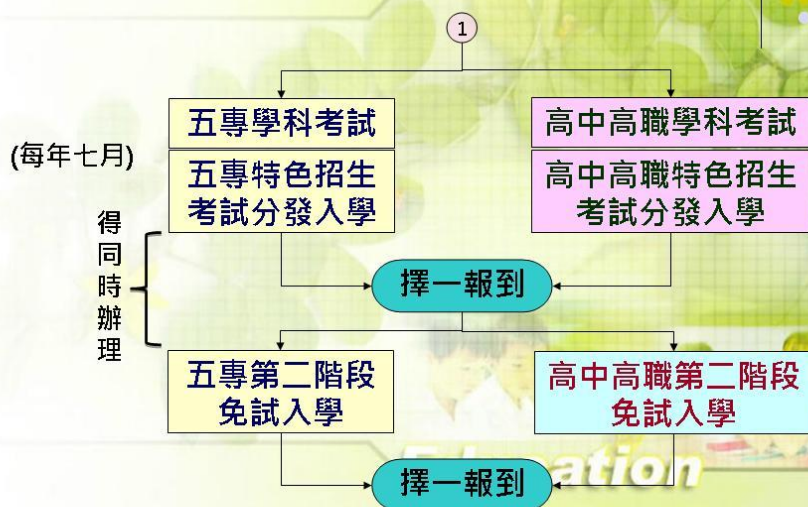 1
五專學科考試
高中高職學科考試
(每年七月)
五專特色招生
考試分發入學
高中高職特色招生
考試分發入學
得同時辦理
擇一報到
五專第二階段
免試入學
高中高職第二階段
免試入學
擇一報到